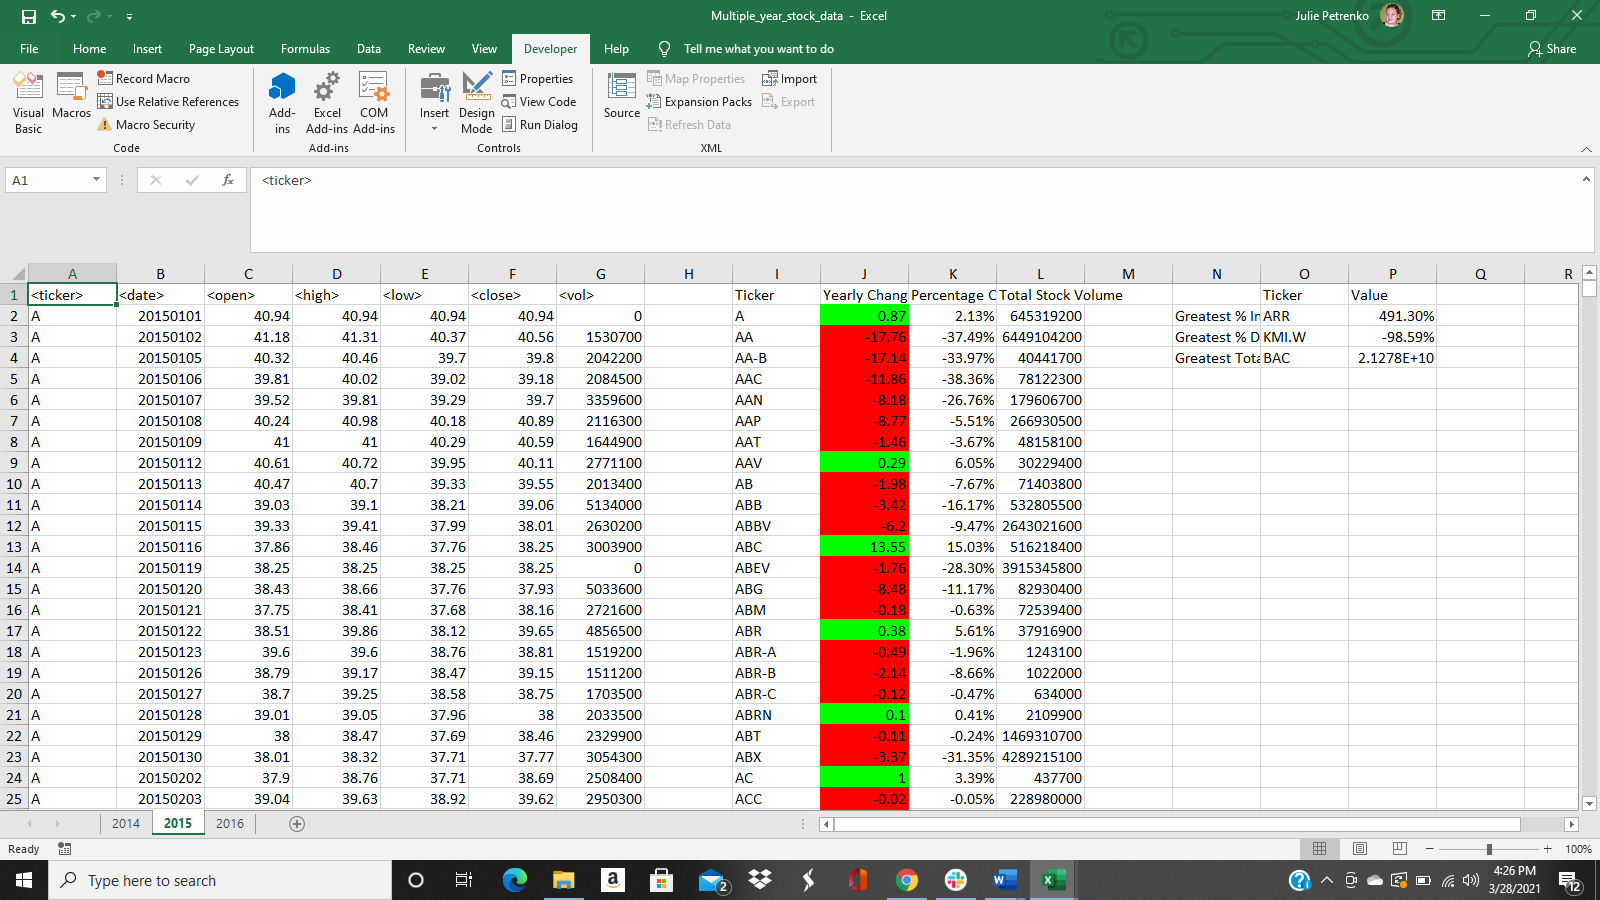 Multiple_year_stock_data - Excel
Julie Petrenko
File Home Insert Page Layout Formulas Data Review View Developer Help Tell me what you want to do Share
Visual Basic
Macros
Record Macro
Use Relative References
Macro Security
Code
Add-ins
Excel Add-ins
COM Add-ins
Add-ins
Insert
Design Mode
Properties
View Code
Run Dialog
Controls
Source
Map Properties
Expansion Packs
Refresh Data
Import
Export
XML
A1 fx <ticker>
A B C D E F G H I J K L M N O P Q R
1 <ticker> <date> <open> <high> <low> <close> <vol> Ticker Yearly Chang Percentage C Total Stock Volume Ticker Value
2 A 20150101 40.94 40.94 40.94 40.94 0 A 0.87 2.13% 645319200 Greatest % In ARR 491.30%
3 A 20150102 41.18 41.31 40.37 40.56 1530700 AA -17.76 -37.49% 6449104200 Greatest % D KMI.W -98.59%
4 A 20150105 40.32 40.46 39.7 39.8 2042200 AA-B -17.14 -33.97% 40441700 Greatest Tota BAC 2.1278E+10
5 A 20150106 39.81 40.02 39.02 39.18 2084500 AAC -11.86 -38.36% 78122300
6 A 20150107 39.52 39.81 39.29 39.7 3359600 AAN -8.18 -26.76% 179606700
7 A 20150108 40.24 40.98 40.18 40.89 2116300 AAP -8.77 -5.51% 266930500
8 A 20150109 41 41 40.29 40.59 1644900 AAT -1.46 -3.67% 48158100
9 A 20150112 40.61 40.72 39.95 40.11 2771100 AAV 0.29 6.05% 30229400
10 A 20150113 40.47 40.7 39.33 39.55 2013400 AB -1.98 -7.67% 71403800
11 A 20150114 39.03 39.1 38.21 39.06 5134000 ABB -3.42 -16.17% 532805500
12 A 20150115 39.33 39.41 37.99 38.01 2630200 ABBV -6.2 -9.47% 2643021600
13 A 20150116 37.86 38.46 37.76 38.25 3003900 ABC 13.55 15.03% 516218400
14 A 20150119 38.25 38.25 38.25 38.25 0 ABEV -1.76 -28.30% 3915345800
15 A 20150120 38.43 38.66 37.76 37.93 5033600 ABG -8.48 -11.17% 82930400
16 A 20150121 37.75 38.41 37.68 38.16 2721600 ABM -0.18 -0.63% 72539400
17 A 20150122 38.51 39.86 38.12 39.65 4856500 ABR 0.38 5.61% 37916900
18 A 20150123 39.6 39.6 38.76 38.81 1519200 ABR-A -0.49 -1.96% 1243100
19 A 20150126 38.79 39.17 38.47 39.15 1511200 ABR-B -2.14 -8.66% 1022000
20 A 20150127 38.7 39.25 38.58 38.75 1703500 ABR-C -0.12 -0.47% 634000
21 A 20150128 39.01 39.05 37.96 38 2033500 ABRN 0.1 0.41% 2109900
22 A 20150129 38 38.47 37.69 38.46 2329900 ABT -0.11 -0.24% 1469310700
23 A 20150130 38.01 38.32 37.71 37.77 3054300 ABX -3.37 -31.35% 4289215100
24 A 20150202 37.9 38.76 37.71 38.69 2508400 AC 1 3.39% 437700
25 A 20150203 39.04 39.63 38.92 39.62 2950300 ACC -0.02 -0.05% 228980000
2014 2015 2016
Ready 100%
Type here to search
2
4:26 PM
3/28/2021
12